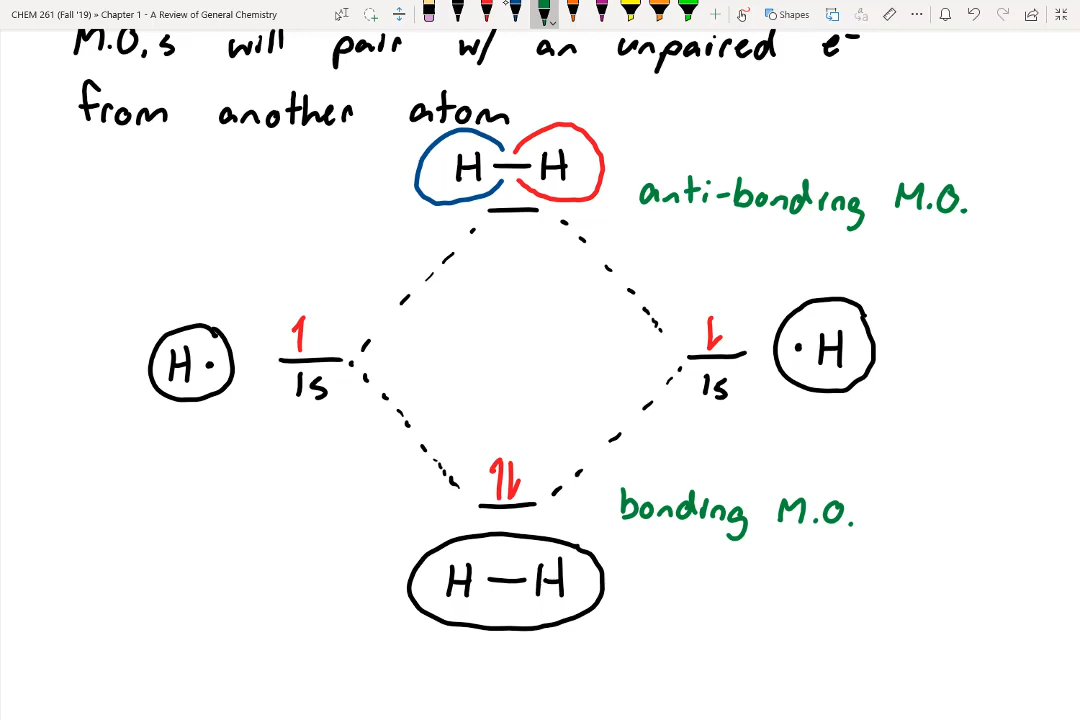 CHEM 261 (Fall '19) » Chapter 1 - A Review of General Chemistry
Shapes
M.O.s will pair w/ an unpaired e⁻
from another atom
H—H
anti-bonding M.O.
H· 1s
1s ·H
bonding M.O.
H—H